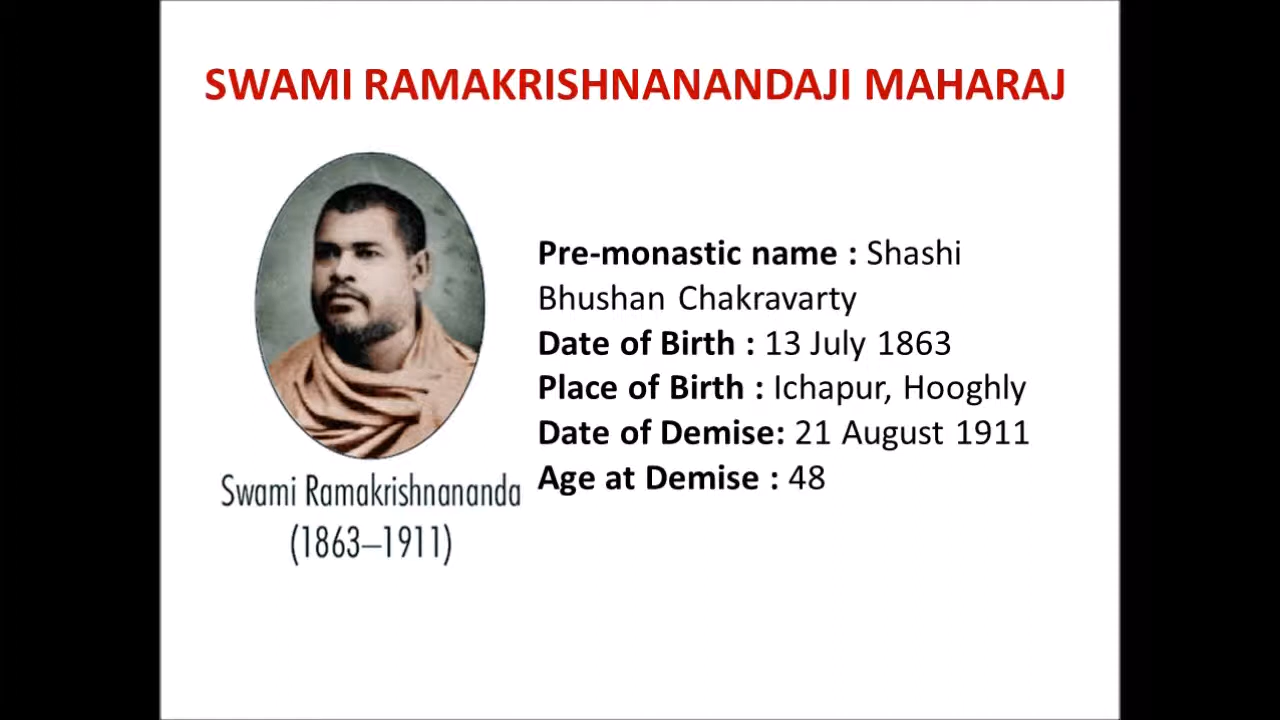 SWAMI RAMAKRISHNANANDAJI MAHARAJ
Pre-monastic name : Shashi
Bhushan Chakravarty
Date of Birth : 13 July 1863
Place of Birth : Ichapur, Hooghly
Date of Demise: 21 August 1911
Age at Demise : 48
Swami Ramakrishnananda
(1863–1911)